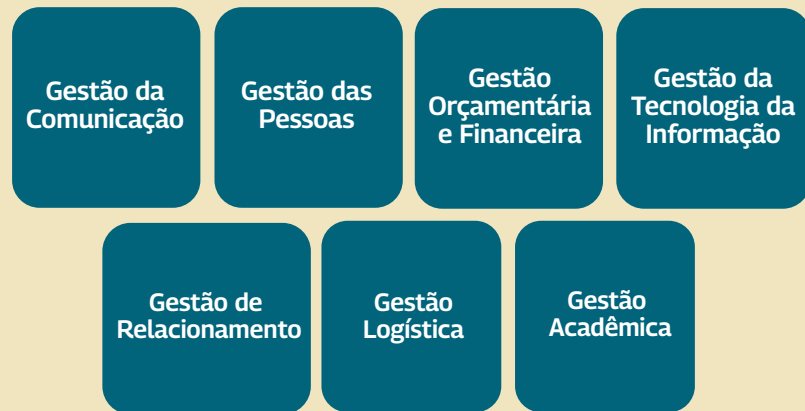 Gestão da
Comunicação
Gestão das
Pessoas
Gestão
Orçamentária
e Financeira
Gestão da
Tecnologia da
Informação
Gestão de
Relacionamento
Gestão
Logística
Gestão
Acadêmica